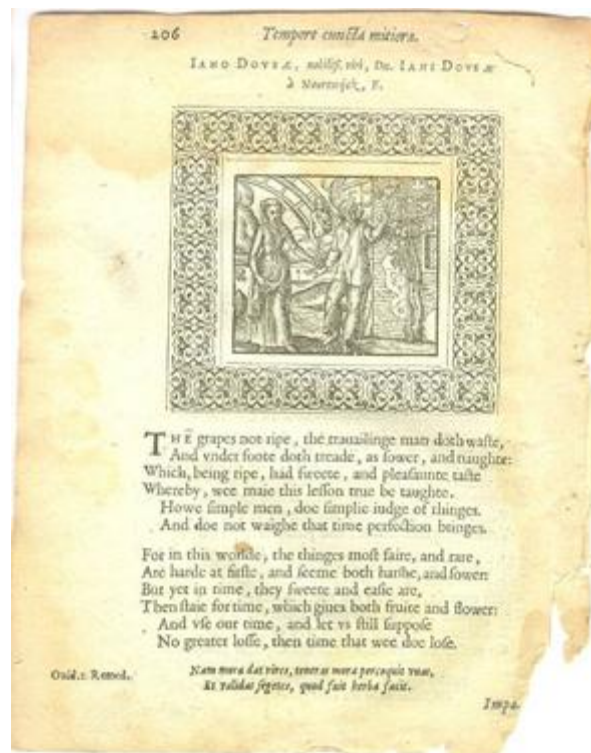 206 Tempore cuncta mitiora.
IANO DOVSÆ, nobiliſs. viri, Dn. IANI DOVSÆ
à Noortwijck, F.
THE grapes not ripe, the trauailinge man doth waſte,
And vnder foote doth treade, as ſower, and naughte:
Which, being ripe, had ſweete, and pleaſaunte taſte
Whereby, wee maie this leſſon true be taughte.
Howe ſimple men, doe ſimplie iudge of thinges.
And doe not waighe that time perfection bringes.
For in this worlde, the thinges moſt faire, and rare,
Are harde at firſte, and ſeeme both harſhe, and ſower:
But yet in time, they ſweete and eaſie are,
Then ſtaie for time, which giues both fruite and flower:
And vſe our time, and let vs ſtill ſuppoſe
No greater loſſe, then time that wee doe loſe.
Ouid. 1. Remed. Nam mora dat vires, teneras mora percoquit vuas,
Et validas ſegetes, quod fuit herba facit.
Impa-